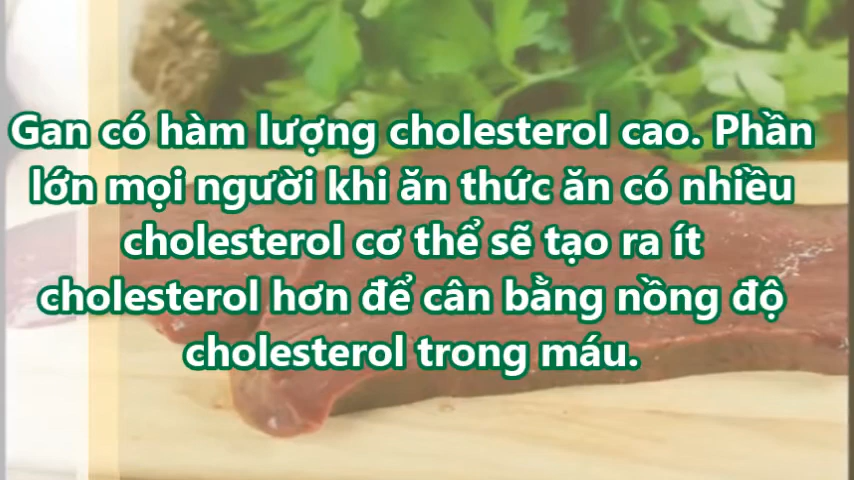 Gan có hàm lượng cholesterol cao. Phần
lớn mọi người khi ăn thức ăn có nhiều
cholesterol cơ thể sẽ tạo ra ít
cholesterol hơn để cân bằng nồng độ
cholesterol trong máu.